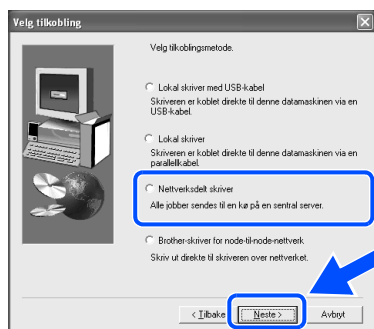 Velg tilkobling
Velg tilkoblingsmetode.
Lokal skriver med USB-kabel
Skriveren er koblet direkte til denne datamaskinen via en
USB-kabel.
Lokal skriver
Skriveren er koblet direkte til denne datamaskinen via en
parallellkabel.
Nettverksdelt skriver
Alle jobber sendes til en kø på en sentral server.
Brother-skriver for node-til-node-nettverk
Skriv ut direkte til skriveren over nettverket.
< Tilbake
Neste >
Avbryt